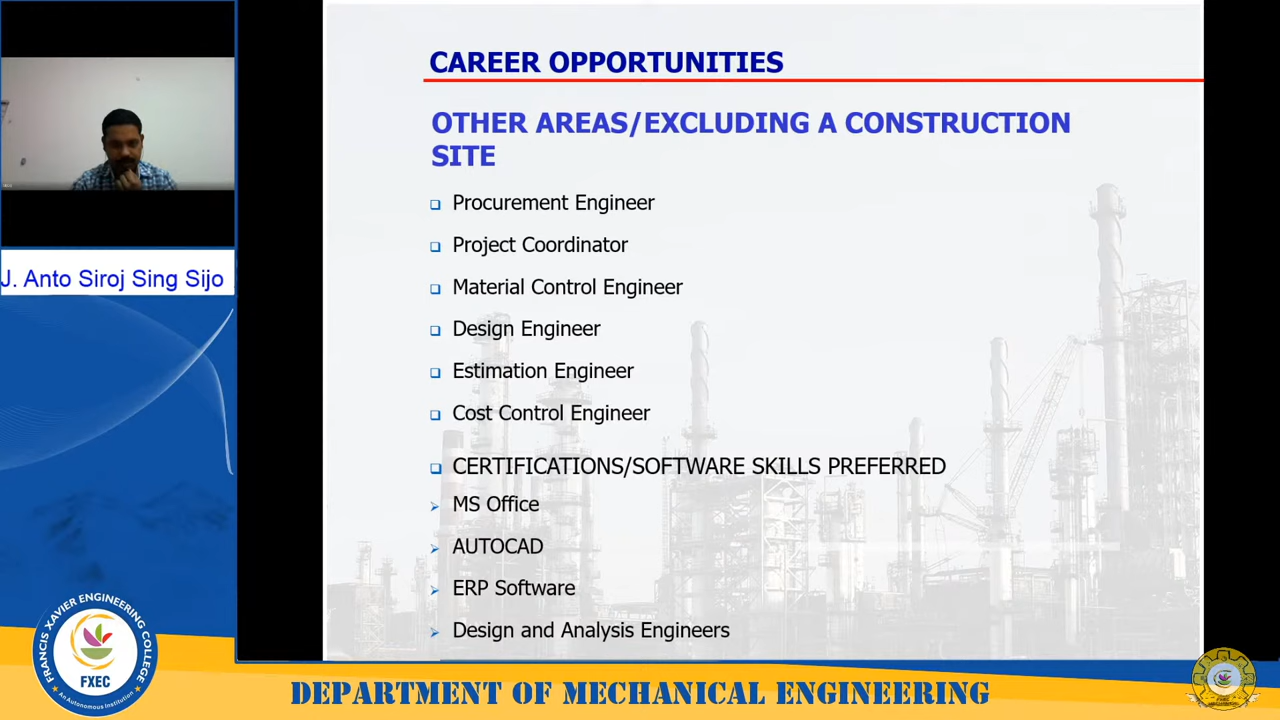 CAREER OPPORTUNITIES
OTHER AREAS/EXCLUDING A CONSTRUCTION
SITE
Procurement Engineer
Project Coordinator
Material Control Engineer
Design Engineer
Estimation Engineer
Cost Control Engineer
CERTIFICATIONS/SOFTWARE SKILLS PREFERRED
MS Office
AUTOCAD
ERP Software
Design and Analysis Engineers
J. Anto Siroj Sing Sijo
FRANCIS XAVIER ENGINEERING COLLEGE
FXEC
An Autonomous Institution
DEPARTMENT OF MECHANICAL ENGINEERING